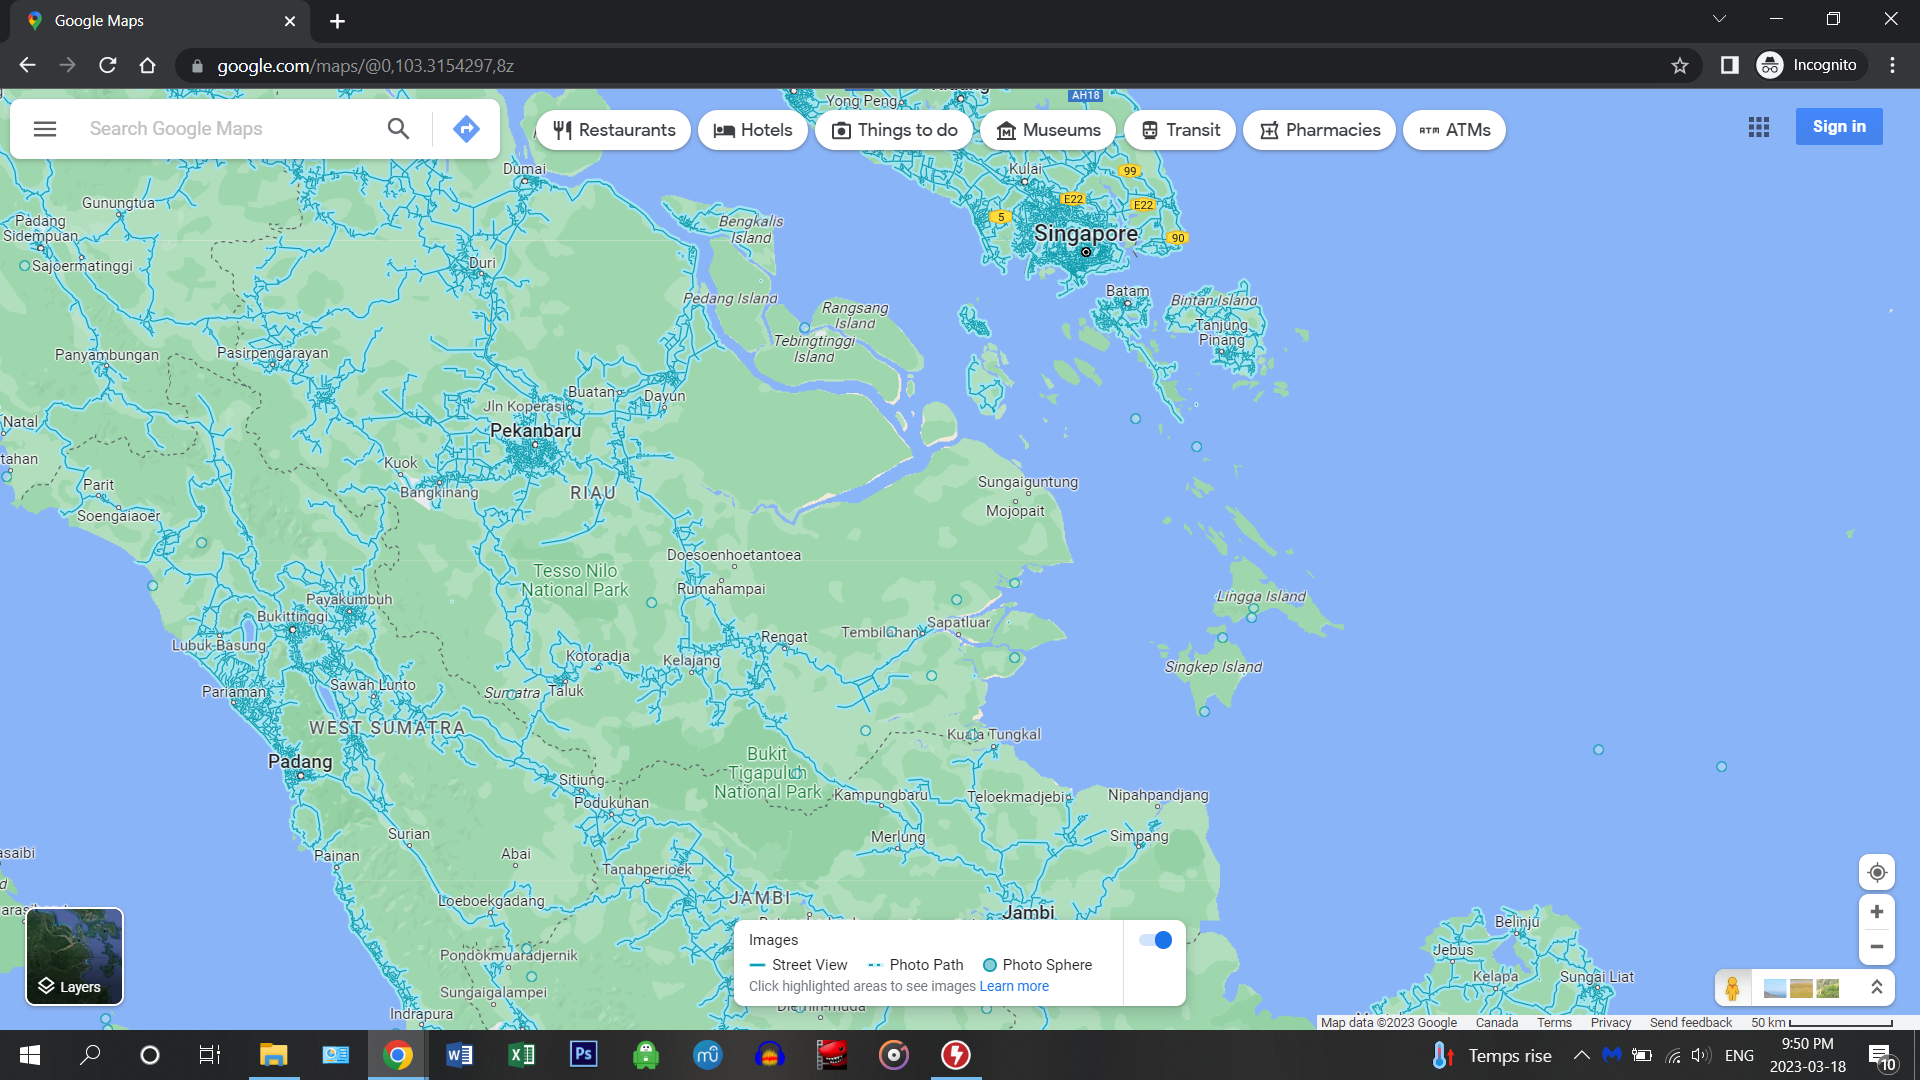 Google Maps
google.com/maps/@0,103.3154297,8z
Incognito
Search Google Maps
Restaurants
Hotels
Things to do
Museums
Transit
Pharmacies
ATMs
Sign in
Yong Peng
AH18
Dumai
Kulai
99
E22
E22
5
Singapore
90
Gunungtua
Padang
Sidempuan
Sajoermatinggi
Duri
Bengkalis
Island
Pedang Island
Rangsang
Island
Tebingtinggi
Island
Batam
Bintan Island
Tanjung
Pinang
Panyambungan
Pasirpengarayan
Buatan
Dayun
Jln Koperasi
Pekanbaru
Natal
tahan
Kuok
Bangkinang
RIAU
Parit
Soengaiaoer
Sungaiguntung
Mojopait
Doesoenhoetantoea
Tesso Nilo
National Park
Rumahampai
Payakumbuh
Bukittinggi
Lubuk Basung
Lingga Island
Tembilahan
Sapatluar
Rengat
Kotoradja
Kelajang
Singkep Island
Pariaman
Sawah Lunto
Sumatra
Taluk
WEST SUMATRA
Kuala Tungkal
Padang
Bukit
Tigapuluh
National Park
Sitiung
Podukuhan
Kampungbaru
Teloekmadjebi
Nipahpandjang
Surian
Merlung
Simpang
Painan
Abai
Tanahperioek
asaibi
Loeboekgadang
JAMBI
Jambi
Belinju
Jebus
Kelapa
Sungai Liat
Pondokmuaradjernik
Sungaigalampei
Indrapura
Layers
Images
Street View
Photo Path
Photo Sphere
Click highlighted areas to see images Learn more
Map data ©2023 Google
Canada
Terms
Privacy
Send feedback
50 km
Temps rise
ENG
9:50 PM
2023-03-18
10